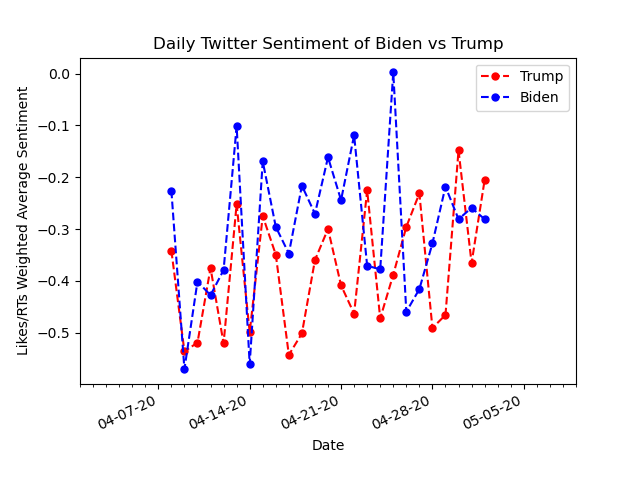 Daily Twitter Sentiment of Biden vs Trump
Trump
Biden
Likes/RTs Weighted Average Sentiment
0.0
−0.1
−0.2
−0.3
−0.4
−0.5
04-07-20
04-14-20
04-21-20
04-28-20
05-05-20
Date